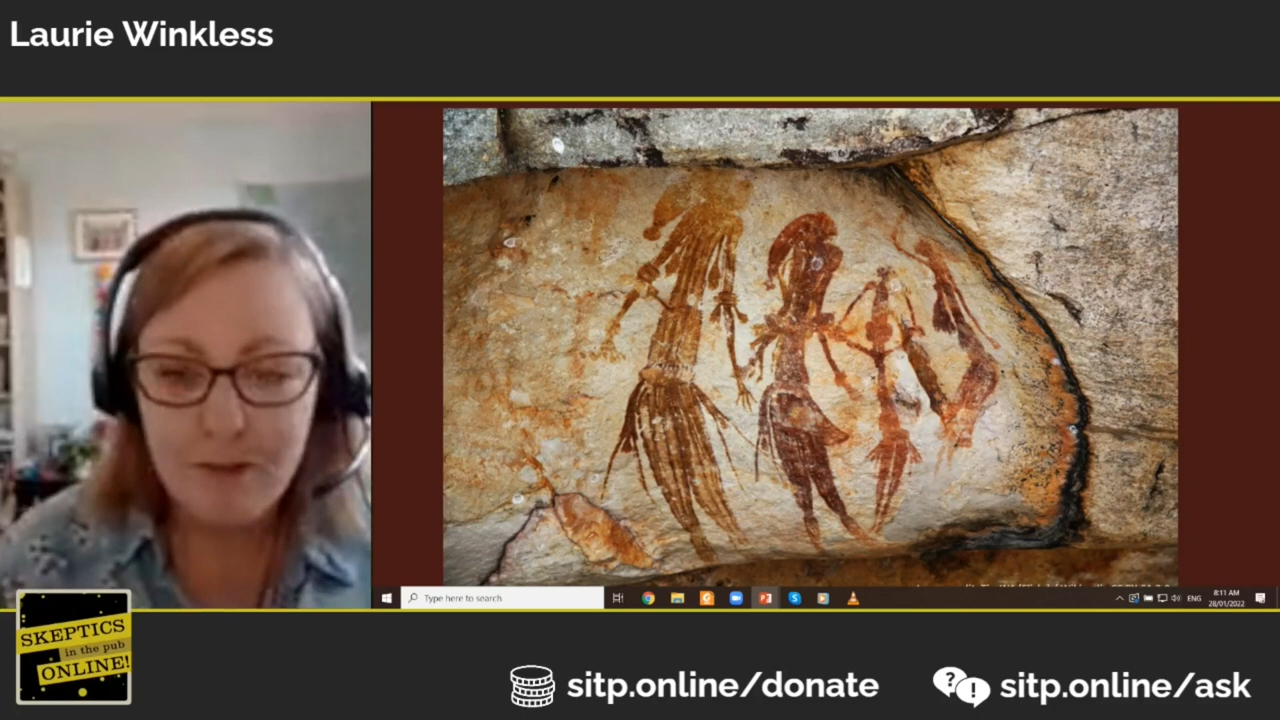 Laurie Winkless
Type here to search
ENG
8:11 AM
28/01/2022
SKEPTICS
in the pub
ONLINE!
sitp.online/donate
sitp.online/ask